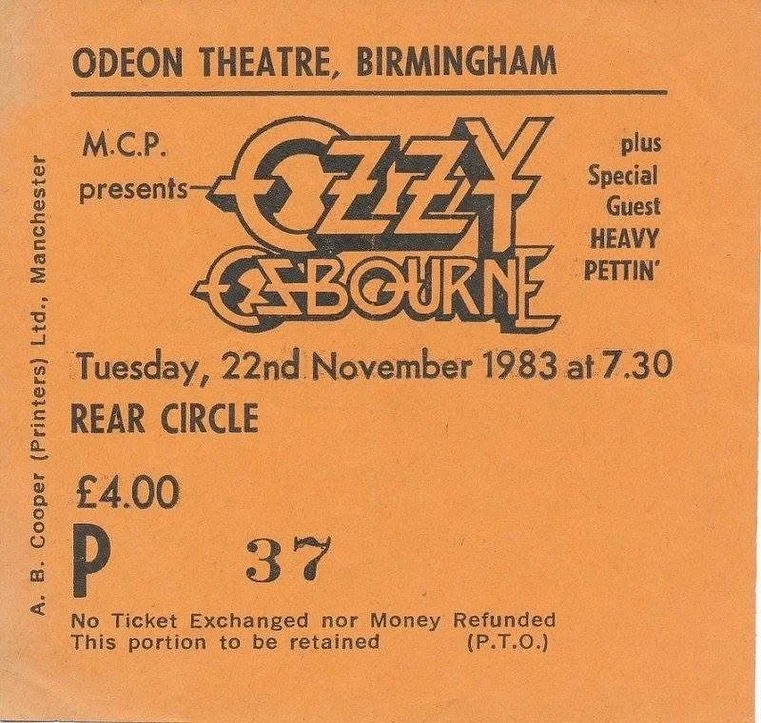 ODEON THEATRE, BIRMINGHAM
M.C.P.
presents
OZZY
OSBOURNE
plus
Special
Guest
HEAVY
PETTIN'
Tuesday, 22nd November 1983 at 7.30
REAR CIRCLE
£4.00
P 37
No Ticket Exchanged nor Money Refunded
This portion to be retained (P.T.O.)
A. B. Cooper (Printers) Ltd., Manchester